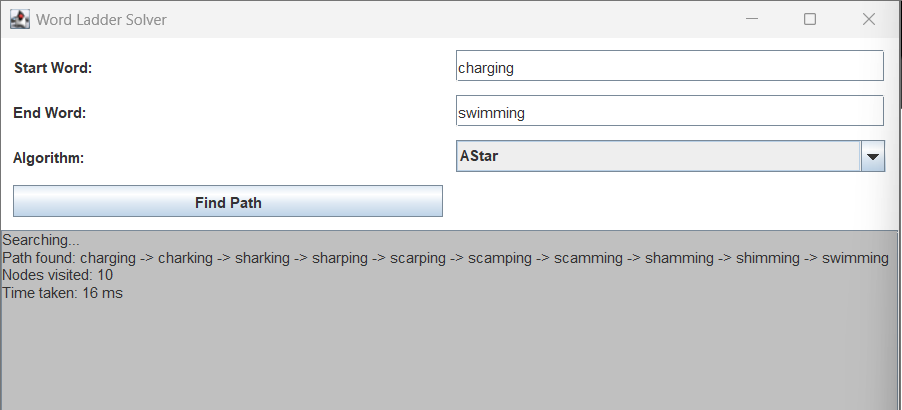 Word Ladder Solver
Start Word: charging
End Word: swimming
Algorithm: AStar
Find Path
Searching...
Path found: charging -> charking -> sharking -> sharping -> scarping -> scamping -> scamming -> shamming -> shimming -> swimming
Nodes visited: 10
Time taken: 16 ms